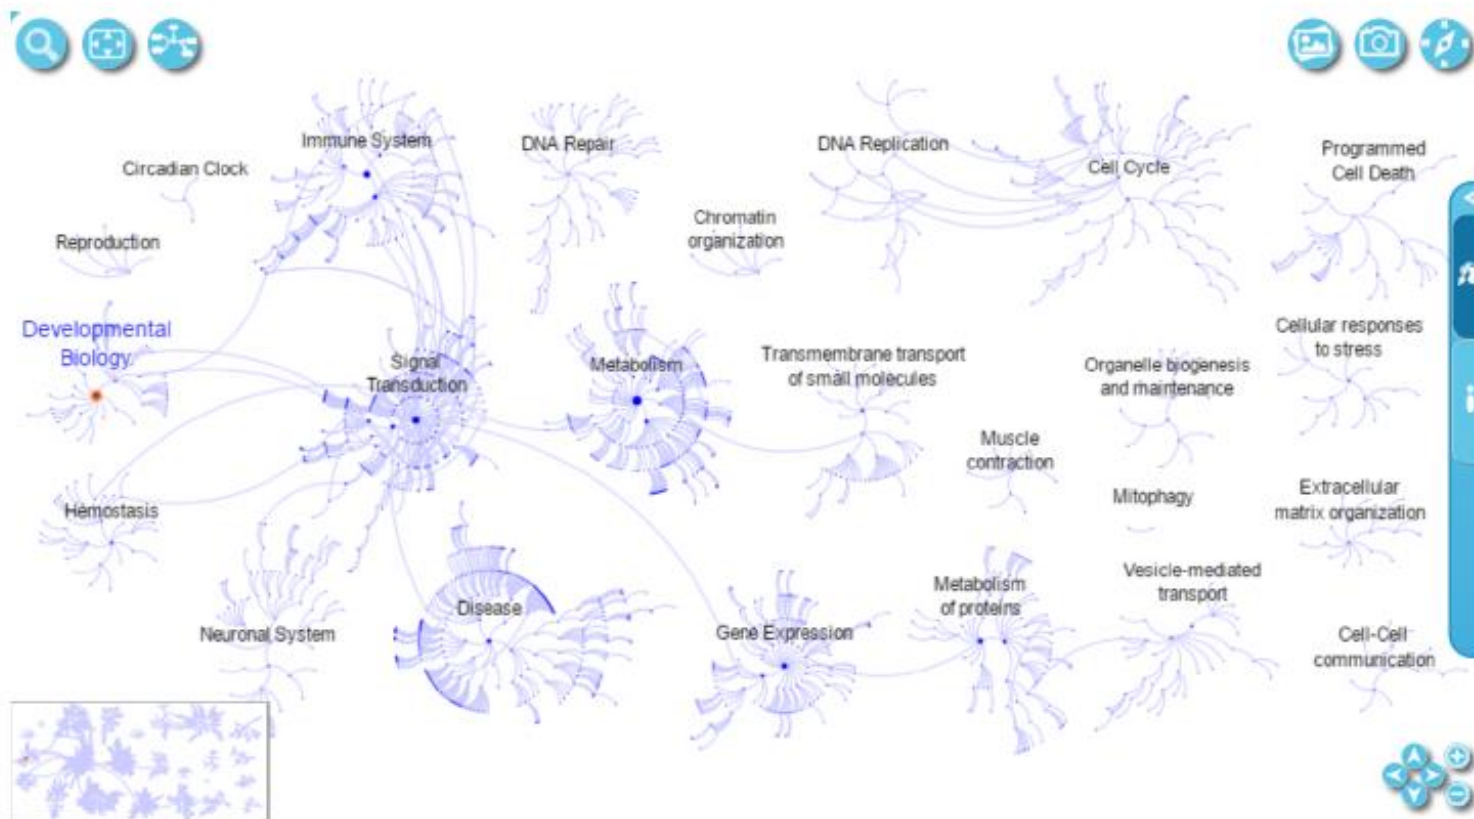 Immune System
DNA Repair
DNA Replication
Cell Cycle
Programmed
Cell Death
Circadian Clock
Reproduction
Chromatin
organization
Developmental
Biology
Signal
Transduction
Metabolism
Transmembrane transport
of small molecules
Organelle biogenesis
and maintenance
Cellular responses
to stress
Muscle
contraction
Mitophagy
Extracellular
matrix organization
Hemostasis
Neuronal System
Disease
Gene Expression
Metabolism
of proteins
Vesicle-mediated
transport
Cell-Cell
communication